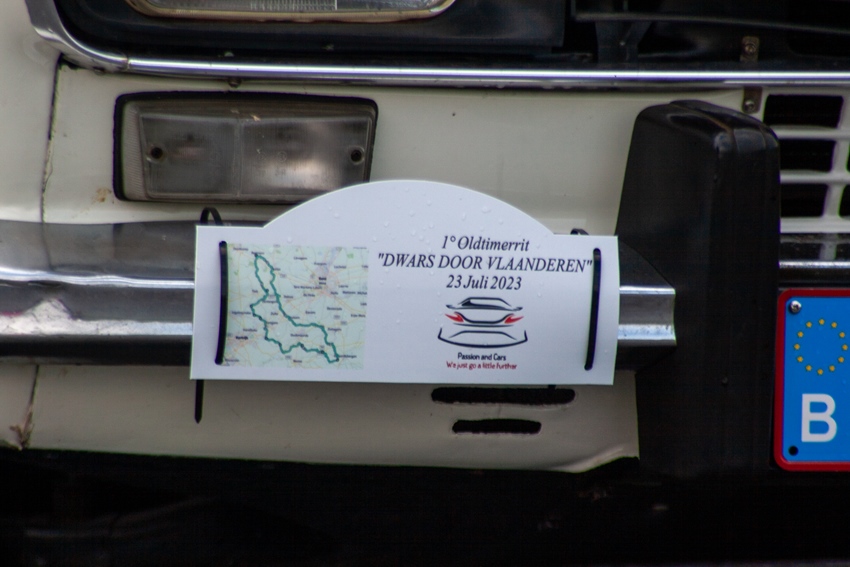 1° Oldtimerrit
"DWARS DOOR VLAANDEREN"
23 Juli 2023
Passion and Cars
We just go a little further
B